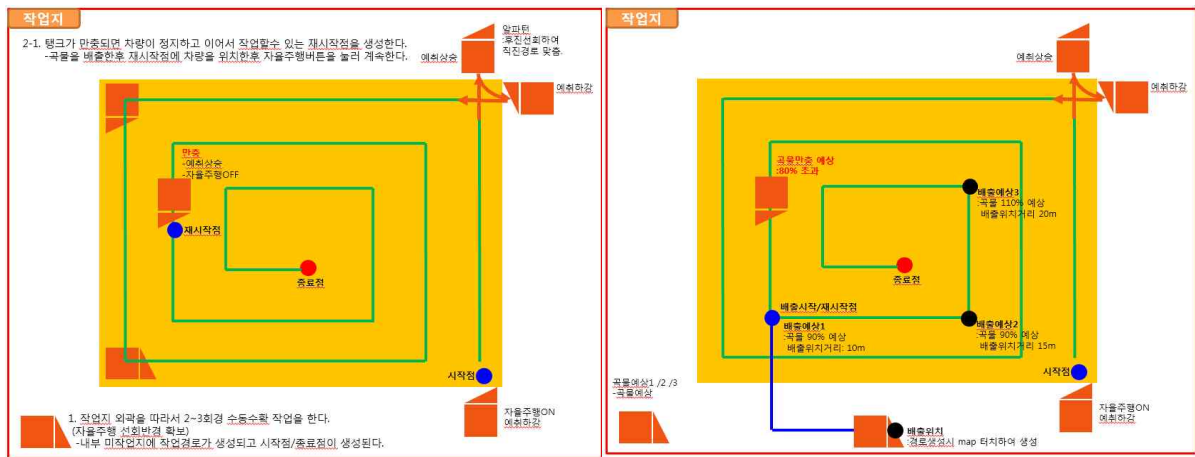 작업지
2-1. 탱크가 만충되면 차량이 정지하고 이어서 작업할수 있는 재시작점을 생성한다.
-곡물을 배출한후 재시작점에 차량을 위치한후 자율주행버튼을 눌러 계속한다.
알파턴
:후진선회하여
직진경로 맞춤.
예취상승
예취하강
만충
-예취상승
-자율주행OFF
재시작점
종료점
시작점
자율주행ON
예취하강
1. 작업지 외곽을 따라서 2~3회경 수동수확 작업을 한다.
(자율주행 선회반경 확보)
-내부 미작업지에 작업경로가 생성되고 시작점/종료점이 생성된다.
작업지
예취상승
예취하강
곡물만충 예상
:80% 초과
배출예상3
:곡물 110% 예상
배출위치거리 20m
종료점
배출시작/재시작점
배출예상1
:곡물 90% 예상
배출위치거리: 10m
배출예상2
:곡물 90% 예상
배출위치거리 15m
시작점
곡물예상1 /2 /3
-곡물예상
자율주행ON
예취하강
배출위치
:경로생성시 map 터치하여 생성